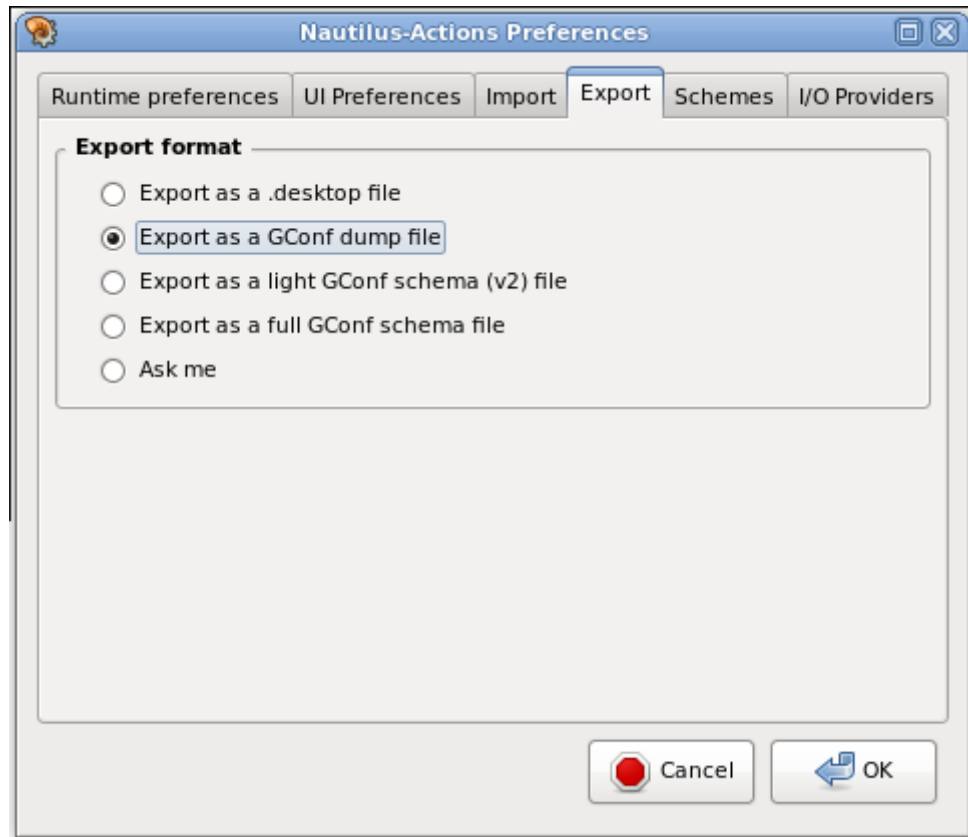 Nautilus-Actions Preferences
Runtime preferences UI Preferences Import Export Schemes I/O Providers
Export format
Export as a .desktop file
Export as a GConf dump file
Export as a light GConf schema (v2) file
Export as a full GConf schema file
Ask me
Cancel OK